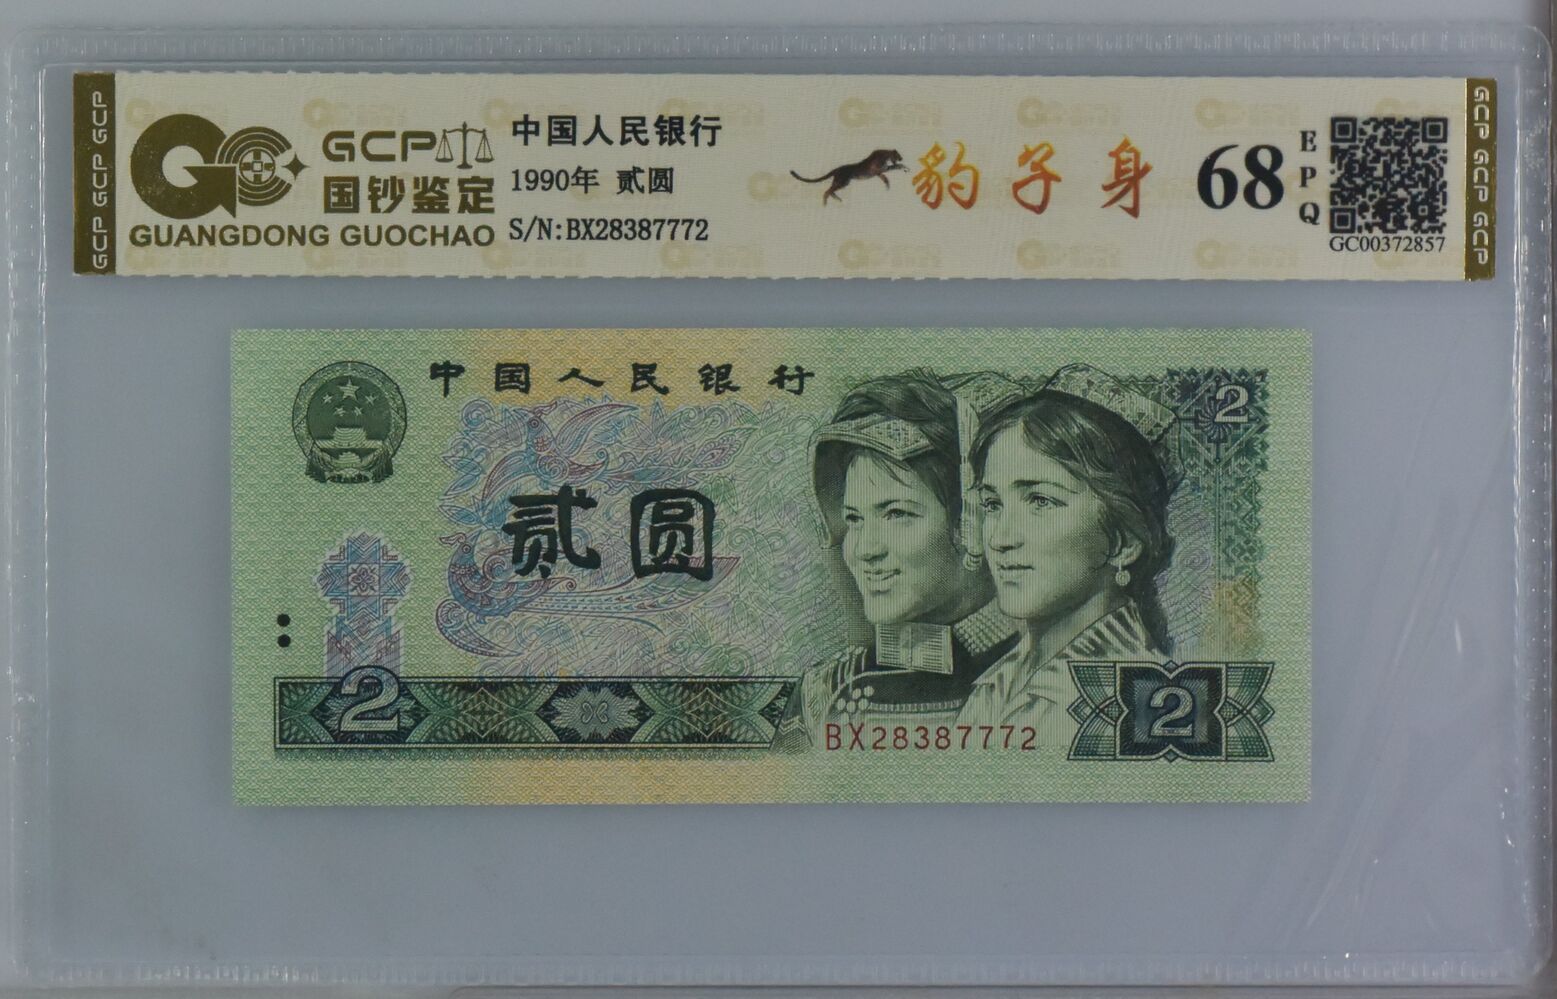 GCP GCP GCP
GCP
国钞鉴定
GUANGDONG GUOCHAO
中国人民银行
1990年 贰圆
S/N:BX28387772
豹子身
68
EPQ
GC00372857
GCP GCP GCP
中国人民银行
2
贰圆
2
BX28387772
2